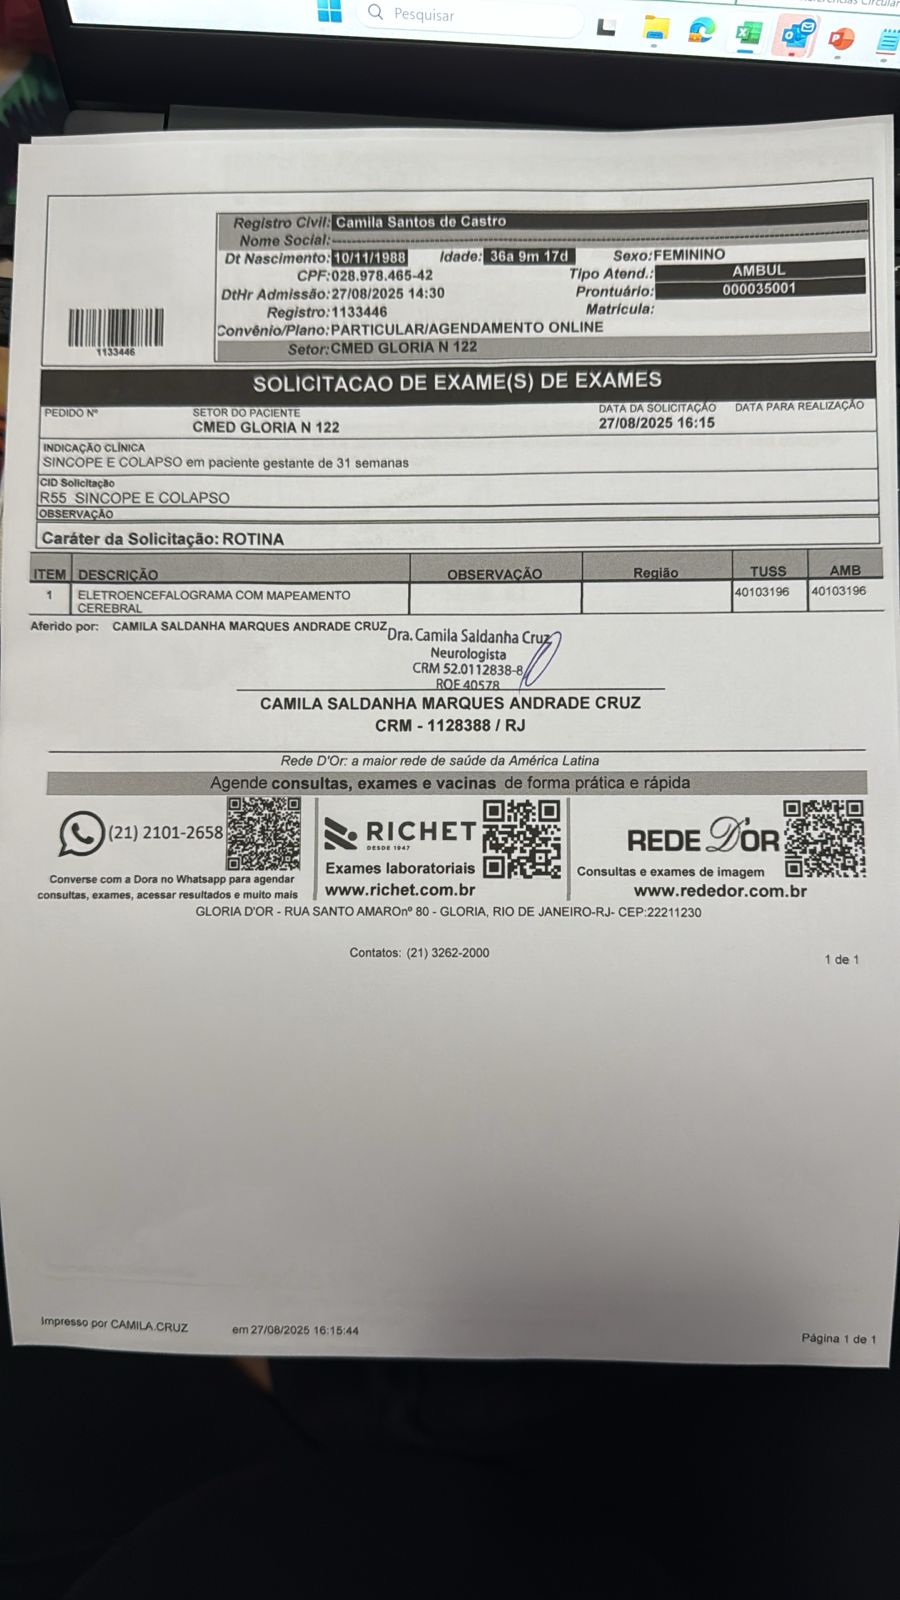 Pesquisar
Registro Civil: Camila Santos de Castro
Nome Social:
Dt Nascimento: 10/11/1988 Idade: 36a 9m 17d Sexo: FEMININO
CPF: 028.978.465-42 Tipo Atend.: AMBUL
DtHr Admissão: 27/08/2025 14:30 Prontuário: 000035001
Registro: 1133446 Matrícula:
Convênio/Plano: PARTICULAR/AGENDAMENTO ONLINE
Setor: CMED GLORIA N 122
1133446
SOLICITACAO DE EXAME(S) DE EXAMES
PEDIDO Nº SETOR DO PACIENTE DATA DA SOLICITAÇÃO DATA PARA REALIZAÇÃO
CMED GLORIA N 122 27/08/2025 16:15
INDICAÇÃO CLÍNICA
SINCOPE E COLAPSO em paciente gestante de 31 semanas
CID Solicitação
R55 SINCOPE E COLAPSO
OBSERVAÇÃO
Caráter da Solicitação: ROTINA
ITEM DESCRIÇÃO OBSERVAÇÃO Região TUSS AMB
1 ELETROENCEFALOGRAMA COM MAPEAMENTO 40103196 40103196
CEREBRAL
Aferido por: CAMILA SALDANHA MARQUES ANDRADE CRUZ
Dra. Camila Saldanha Cruz
Neurologista
CRM 52.0112838-8
RQE 40578
CAMILA SALDANHA MARQUES ANDRADE CRUZ
CRM - 1128388 / RJ
Rede D'Or: a maior rede de saúde da América Latina
Agende consultas, exames e vacinas de forma prática e rápida
(21) 2101-2658
Converse com a Dora no Whatsapp para agendar
consultas, exames, acessar resultados e muito mais
RICHET
DESDE 1947
Exames laboratoriais
www.richet.com.br
REDE D'OR
Consultas e exames de imagem
www.rededor.com.br
GLORIA D'OR - RUA SANTO AMAROnº 80 - GLORIA, RIO DE JANEIRO-RJ- CEP:22211230
Contatos: (21) 3262-2000
1 de 1
Impresso por CAMILA.CRUZ em 27/08/2025 16:15:44
Página 1 de 1